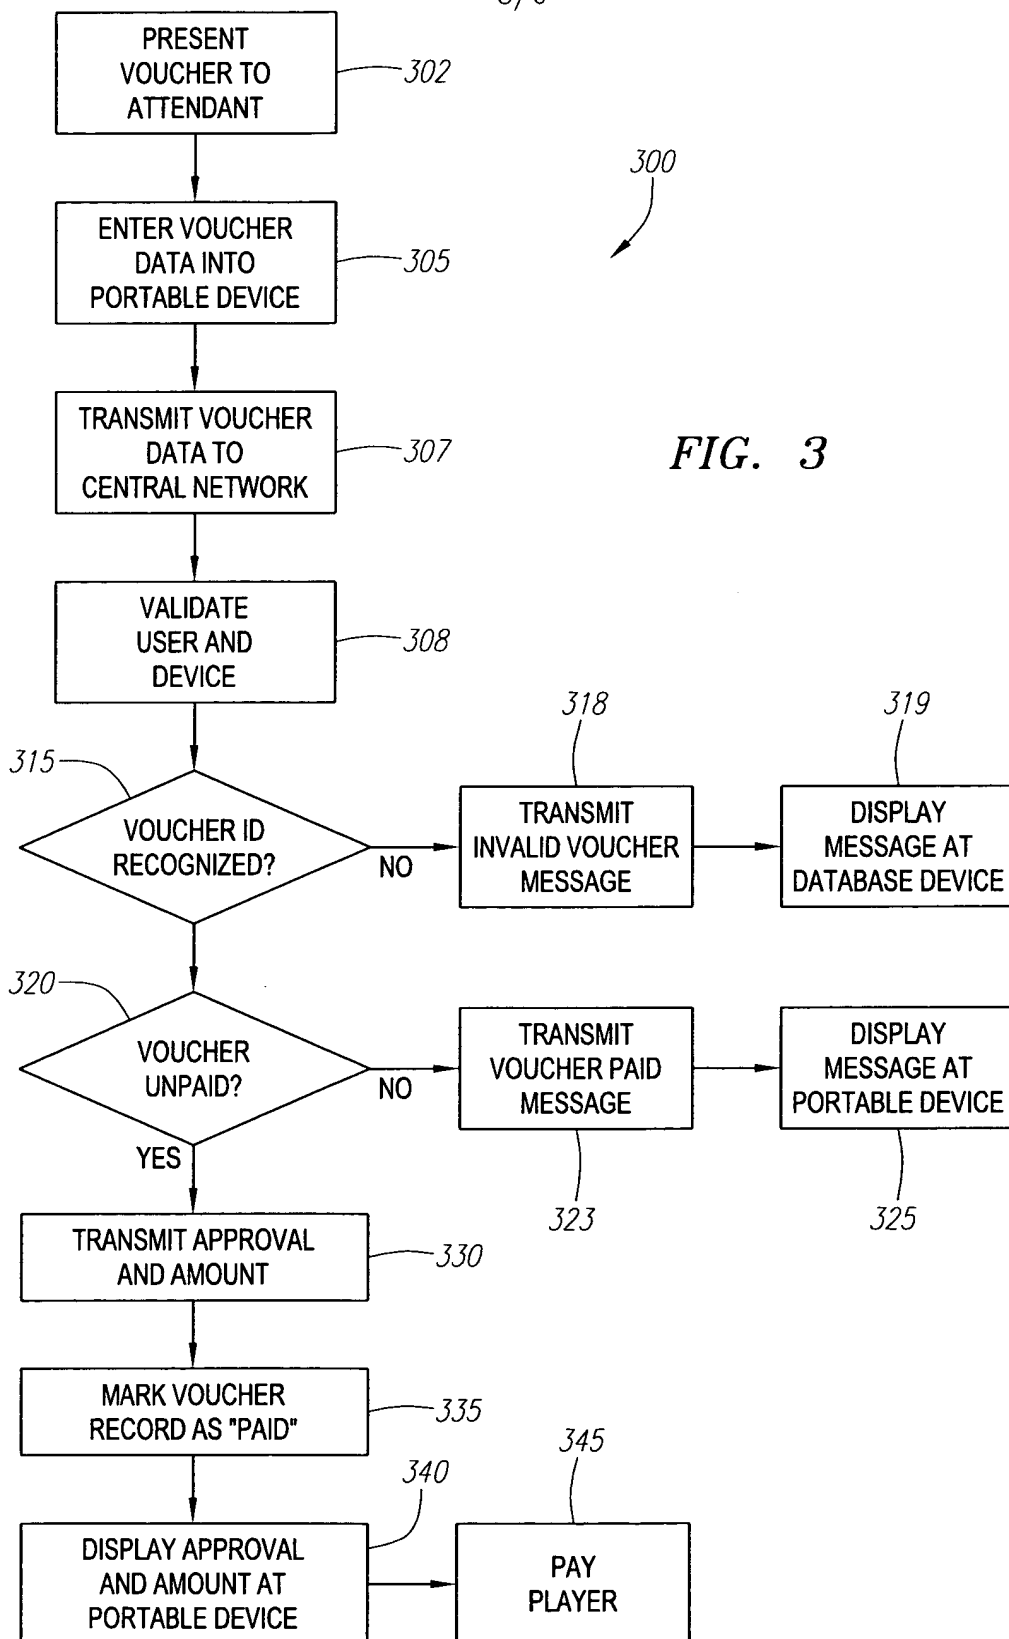 PRESENT
VOUCHER TO
ATTENDANT
302
300
ENTER VOUCHER
DATA INTO
PORTABLE DEVICE
305
TRANSMIT VOUCHER
DATA TO
CENTRAL NETWORK
307
FIG. 3
VALIDATE
USER AND
DEVICE
308
315
VOUCHER ID
RECOGNIZED?
NO
318
TRANSMIT
INVALID VOUCHER
MESSAGE
319
DISPLAY
MESSAGE AT
DATABASE DEVICE
320
VOUCHER
UNPAID?
NO
YES
TRANSMIT
VOUCHER PAID
MESSAGE
323
DISPLAY
MESSAGE AT
PORTABLE DEVICE
325
TRANSMIT APPROVAL
AND AMOUNT
330
MARK VOUCHER
RECORD AS "PAID"
335
340
DISPLAY APPROVAL
AND AMOUNT AT
PORTABLE DEVICE
345
PAY
PLAYER